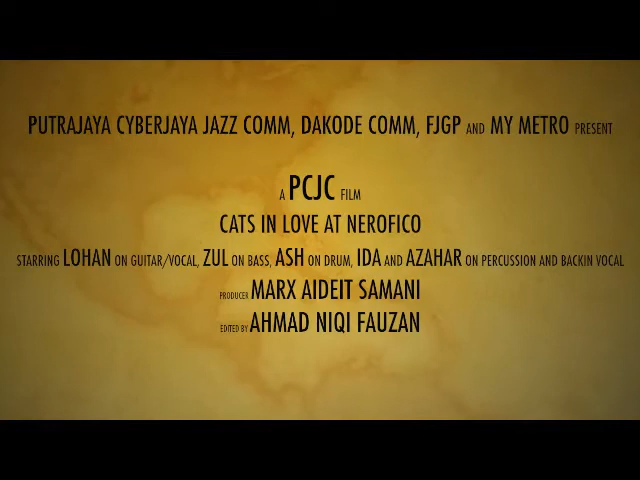 PUTRAJAYA CYBERJAYA JAZZ COMM, DAKODE COMM, FJGP AND MY METRO PRESENT
A PCJC FILM
CATS IN LOVE AT NEROFICO
STARRING LOHAN ON GUITAR/VOCAL, ZUL ON BASS, ASH ON DRUM, IDA AND AZAHAR ON PERCUSSION AND BACKIN VOCAL
PRODUCER MARX AIDEIT SAMANI
EDITED BY AHMAD NIQI FAUZAN